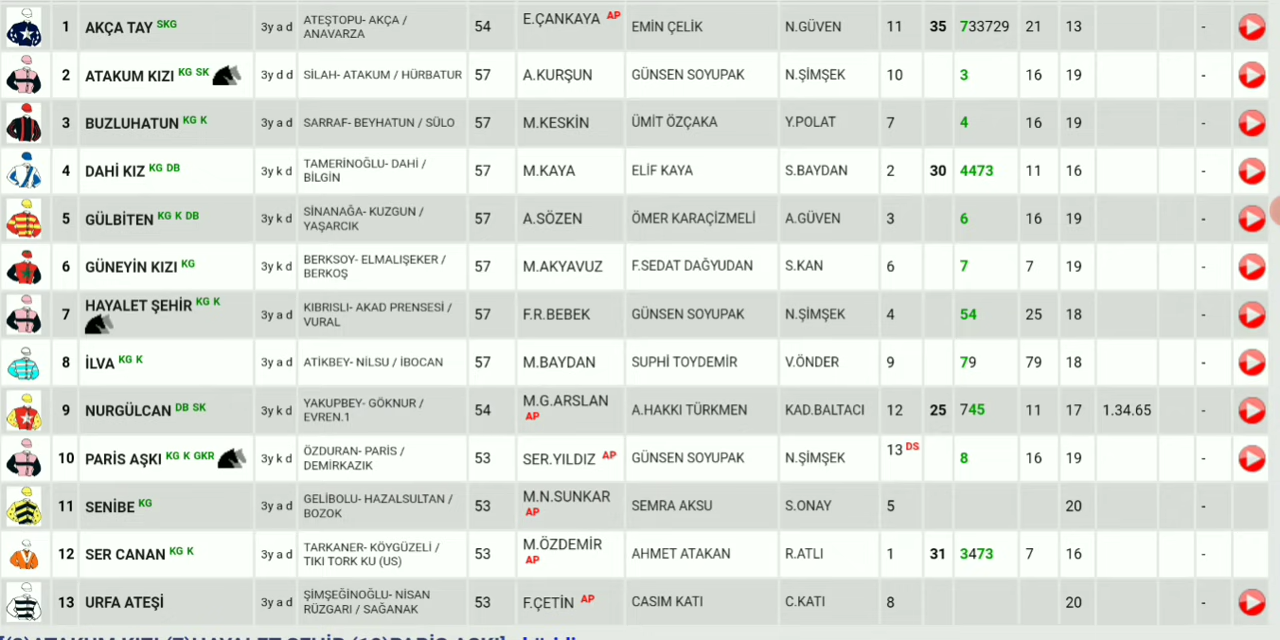 1 AKÇA TAY SKG 3y a d ATEŞTOPU- AKÇA / ANAVARZA 54 E.ÇANKAYA AP EMİN ÇELİK N.GÜVEN 11 35 733729 21 13 -
2 ATAKUM KIZI KG SK 3y d d SİLAH- ATAKUM / HÜRBATUR 57 A.KURŞUN GÜNSEN SOYUPAK N.ŞİMŞEK 10 3 16 19 -
3 BUZLUHATUN KG K 3y a d SARRAF- BEYHATUN / SÜLO 57 M.KESKİN ÜMİT ÖZÇAKA Y.POLAT 7 4 16 19 -
4 DAHİ KIZ KG DB 3y k d TAMERİNOĞLU- DAHİ / BİLGİN 57 M.KAYA ELİF KAYA S.BAYDAN 2 30 4473 11 16 -
5 GÜLBİTEN KG K DB 3y k d SİNANAĞA- KUZGUN / YAŞARCIK 57 A.SÖZEN ÖMER KARAÇİZMELİ A.GÜVEN 3 6 16 19 -
6 GÜNEYİN KIZI KG 3y k d BERKSOY- ELMALIŞEKER / BERKOŞ 57 M.AKYAVUZ F.SEDAT DAĞYUDAN S.KAN 6 7 7 19 -
7 HAYALET ŞEHİR KG K 3y a d KIBRISLI- AKAD PRENSESİ / VURAL 57 F.R.BEBEK GÜNSEN SOYUPAK N.ŞİMŞEK 4 54 25 18 -
8 İLVA KG K 3y a d ATİKBEY- NİLSU / İBOCAN 57 M.BAYDAN SUPHİ TOYDEMİR V.ÖNDER 9 79 79 18 -
9 NURGÜLCAN DB SK 3y k d YAKUPBEY- GÖKNUR / EVREN.1 54 M.G.ARSLAN AP A.HAKKI TÜRKMEN KAD.BALTACI 12 25 745 11 17 1.34.65 -
10 PARİS AŞKI KG K GKR 3y k d ÖZDURAN- PARİS / DEMİRKAZIK 53 SER.YILDIZ AP GÜNSEN SOYUPAK N.ŞİMŞEK 13 DS 8 16 19 -
11 SENİBE KG 3y a d GELİBOLU- HAZALSULTAN / BOZOK 53 M.N.SUNKAR AP SEMRA AKSU S.ONAY 5 20 -
12 SER CANAN KG K 3y a d TARKANER- KÖYGÜZELİ / TIKI TORK KU (US) 53 M.ÖZDEMİR AP AHMET ATAKAN R.ATLI 1 31 3473 7 16 -
13 URFA ATEŞİ 3y a d ŞİMŞEĞİNOĞLU- NİSAN RÜZGARI / SAĞANAK 53 F.ÇETİN AP CASIM KATI C.KATI 8 20 -